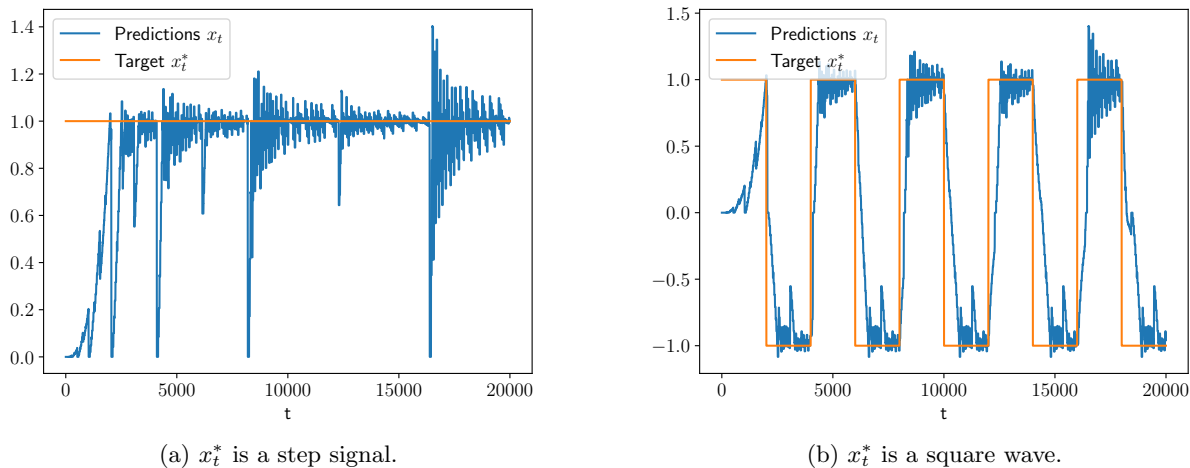 1.4
1.2
1.0
0.8
0.6
0.4
0.2
0.0
Predictions $x_t$
Target $x_t^*$
0 5000 10000 15000 20000
t
(a) $x_t^*$ is a step signal.
1.5
1.0
0.5
0.0
−0.5
−1.0
Predictions $x_t$
Target $x_t^*$
0 5000 10000 15000 20000
t
(b) $x_t^*$ is a square wave.